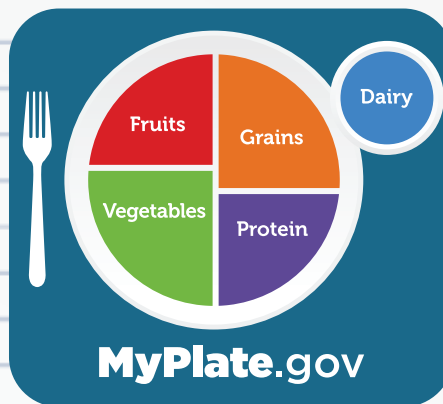 Fruits
Grains
Dairy
Vegetables
Protein
MyPlate.gov